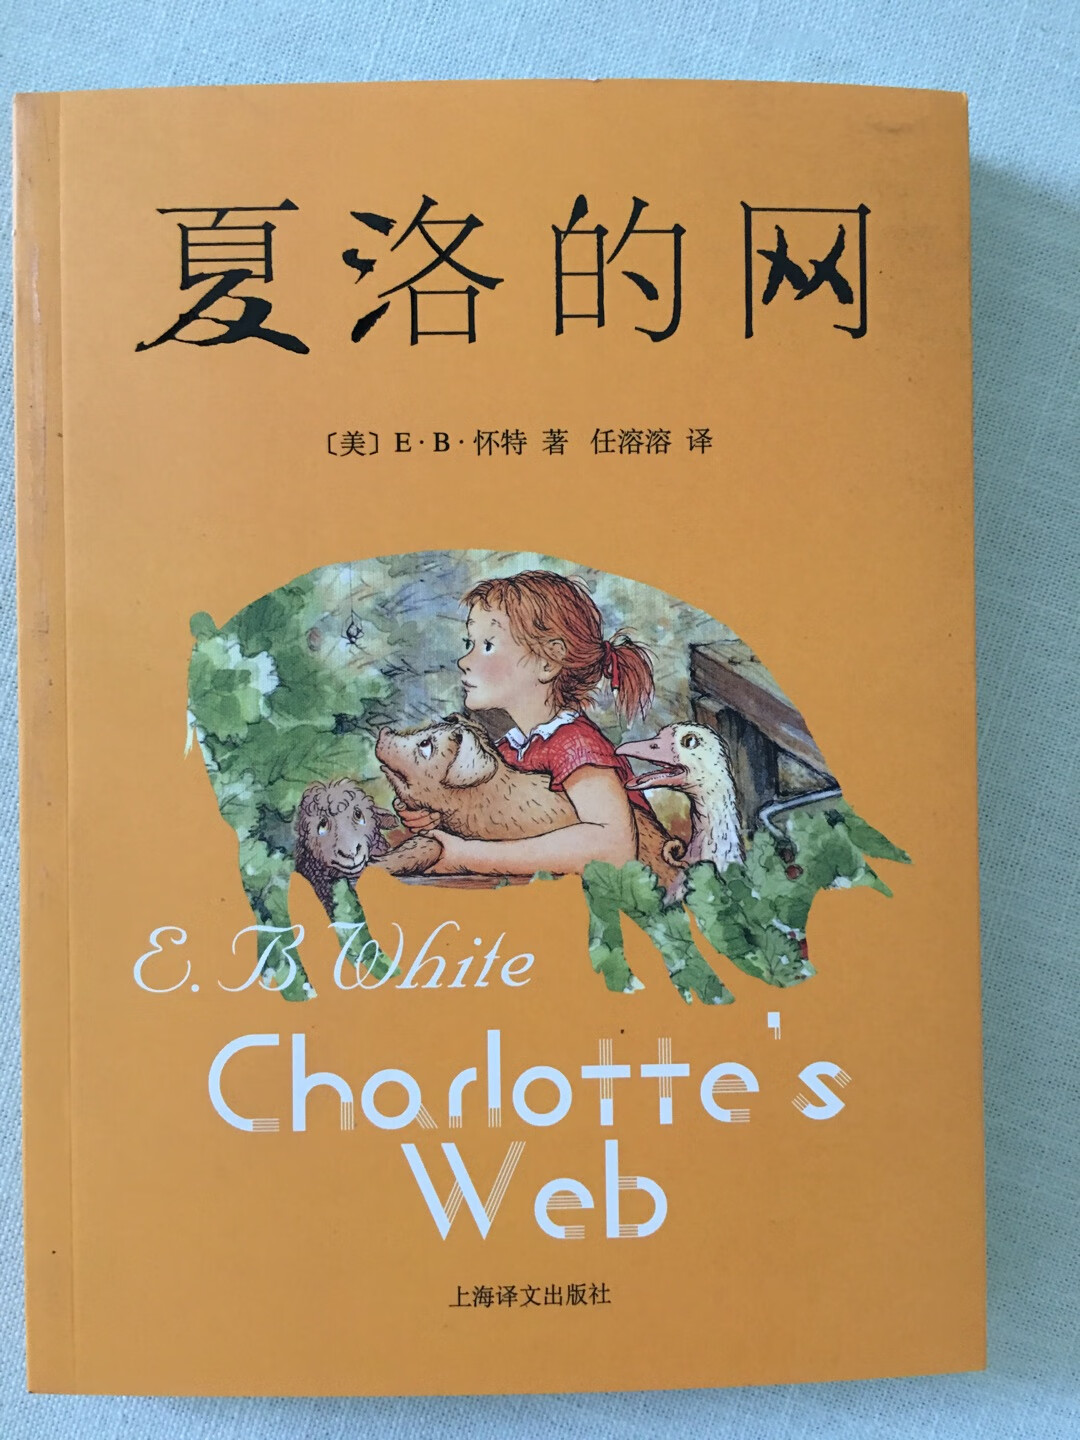 夏洛的网
〔美〕E·B·怀特 著 任溶溶 译
E. B. White
Charlotte's
Web
上海译文出版社